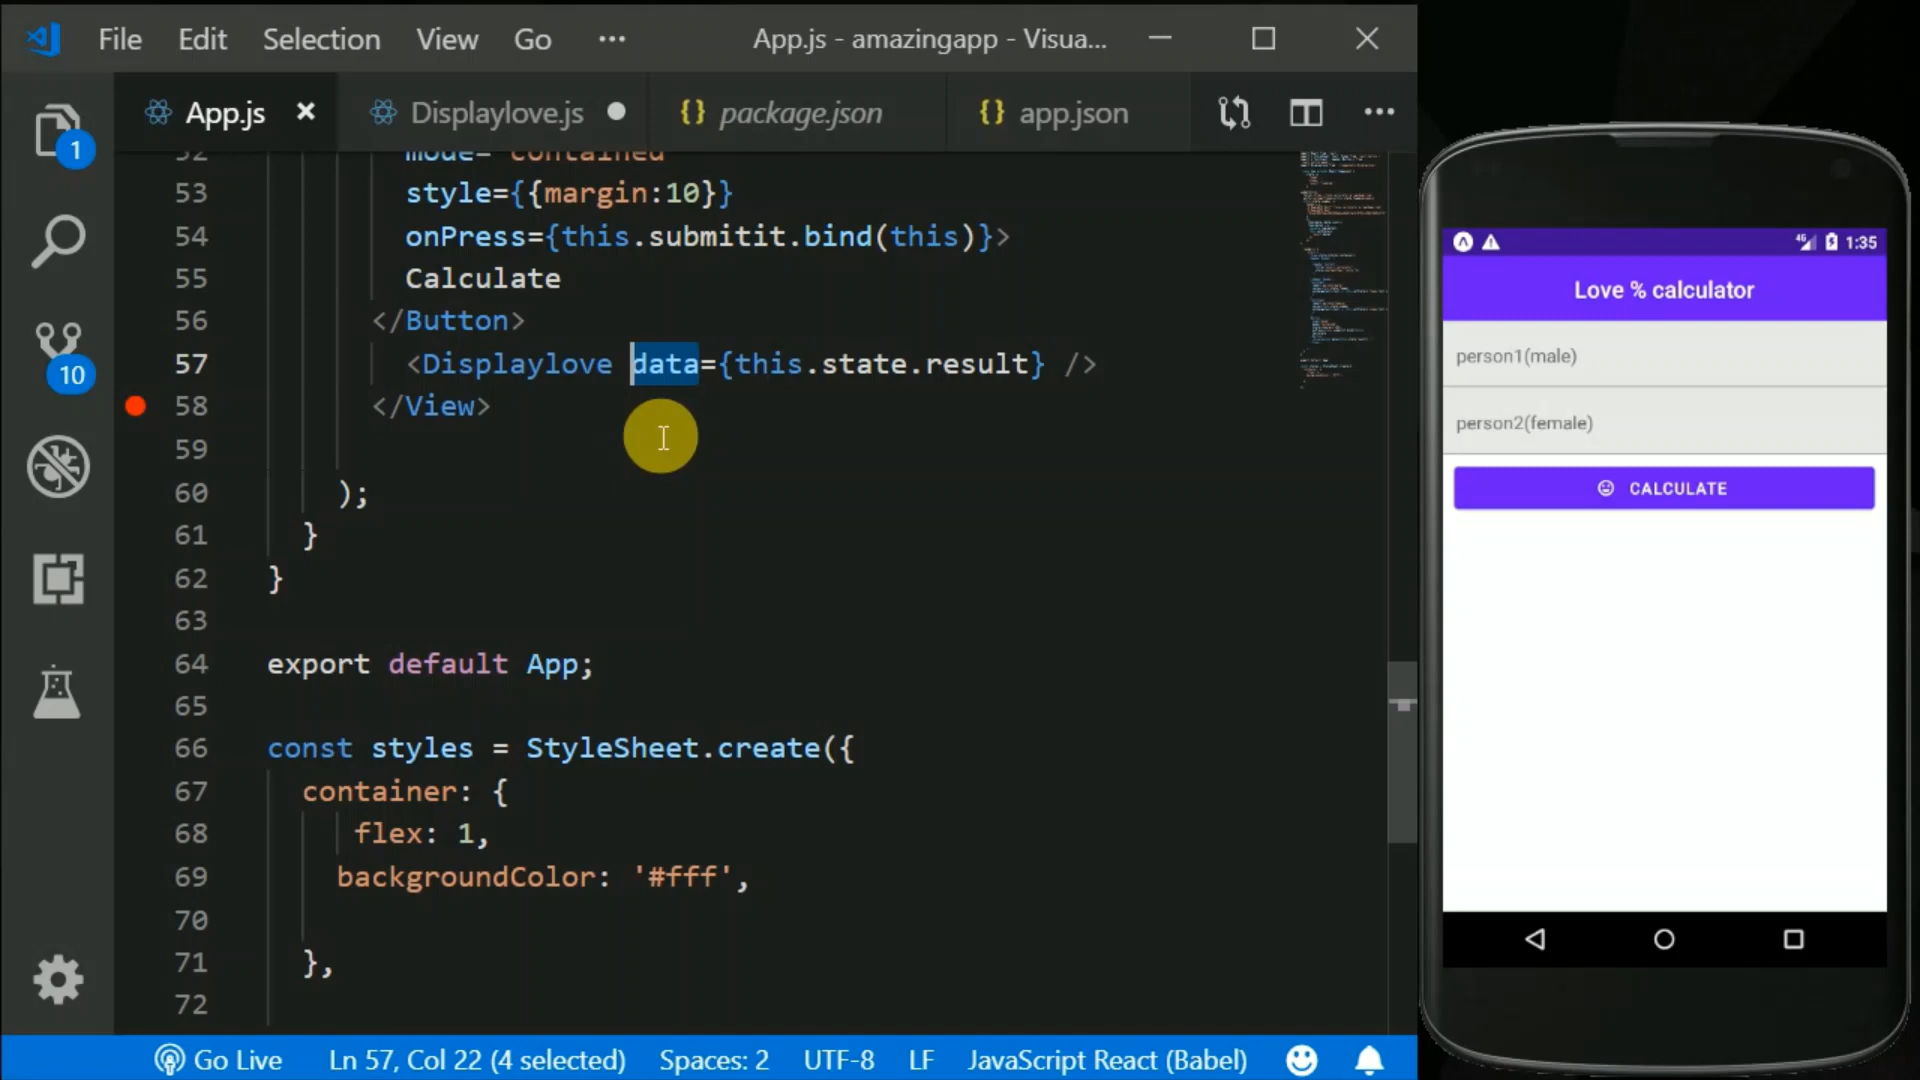 File Edit Selection View Go ··· App.js - amazingapp - Visua...
App.js Displaylove.js package.json app.json
52 mode="contained
53 style={{margin:10}}
54 onPress={this.submitit.bind(this)}>
55 Calculate
56 </Button>
57 <Displaylove data={this.state.result} />
58 </View>
59
60 );
61 }
62 }
63
64 export default App;
65
66 const styles = StyleSheet.create({
67 container: {
68 flex: 1,
69 backgroundColor: '#fff',
70
71 },
72
1
10
Go Live Ln 57, Col 22 (4 selected) Spaces: 2 UTF-8 LF JavaScript React (Babel)
4G 1:35
Love % calculator
person1(male)
person2(female)
CALCULATE